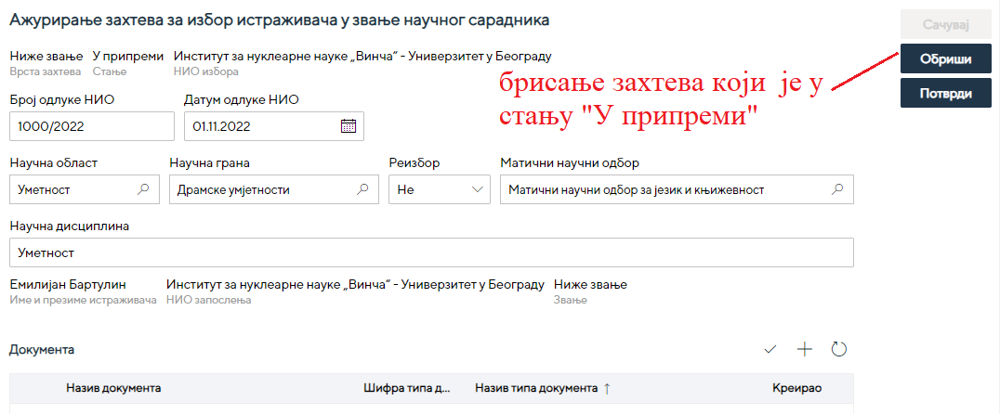 Ажурирање захтева за избор истраживача у звање научног сарадника
Сачувај
Ниже звање У припреми Институт за нуклеарне науке „Винча“ - Универзитет у Београду
Обриши
Врста захтева Стање НИО избора
брисање захтева који је у
стању "У припреми"
Потврди
Број одлуке НИО Датум одлуке НИО
1000/2022 01.11.2022
Научна област Научна грана Реизбор Матични научни одбор
Уметност Драмске умјетности Не Матични научни одбор за језик и књижевност
Научна дисциплина
Уметност
Емилијан Бартулин Институт за нуклеарне науке „Винча“ - Универзитет у Београду Ниже звање
Име и презиме истраживача НИО запослења Звање
Документа
Назив документа Шифра типа д... Назив типа документа ↑ Креирао